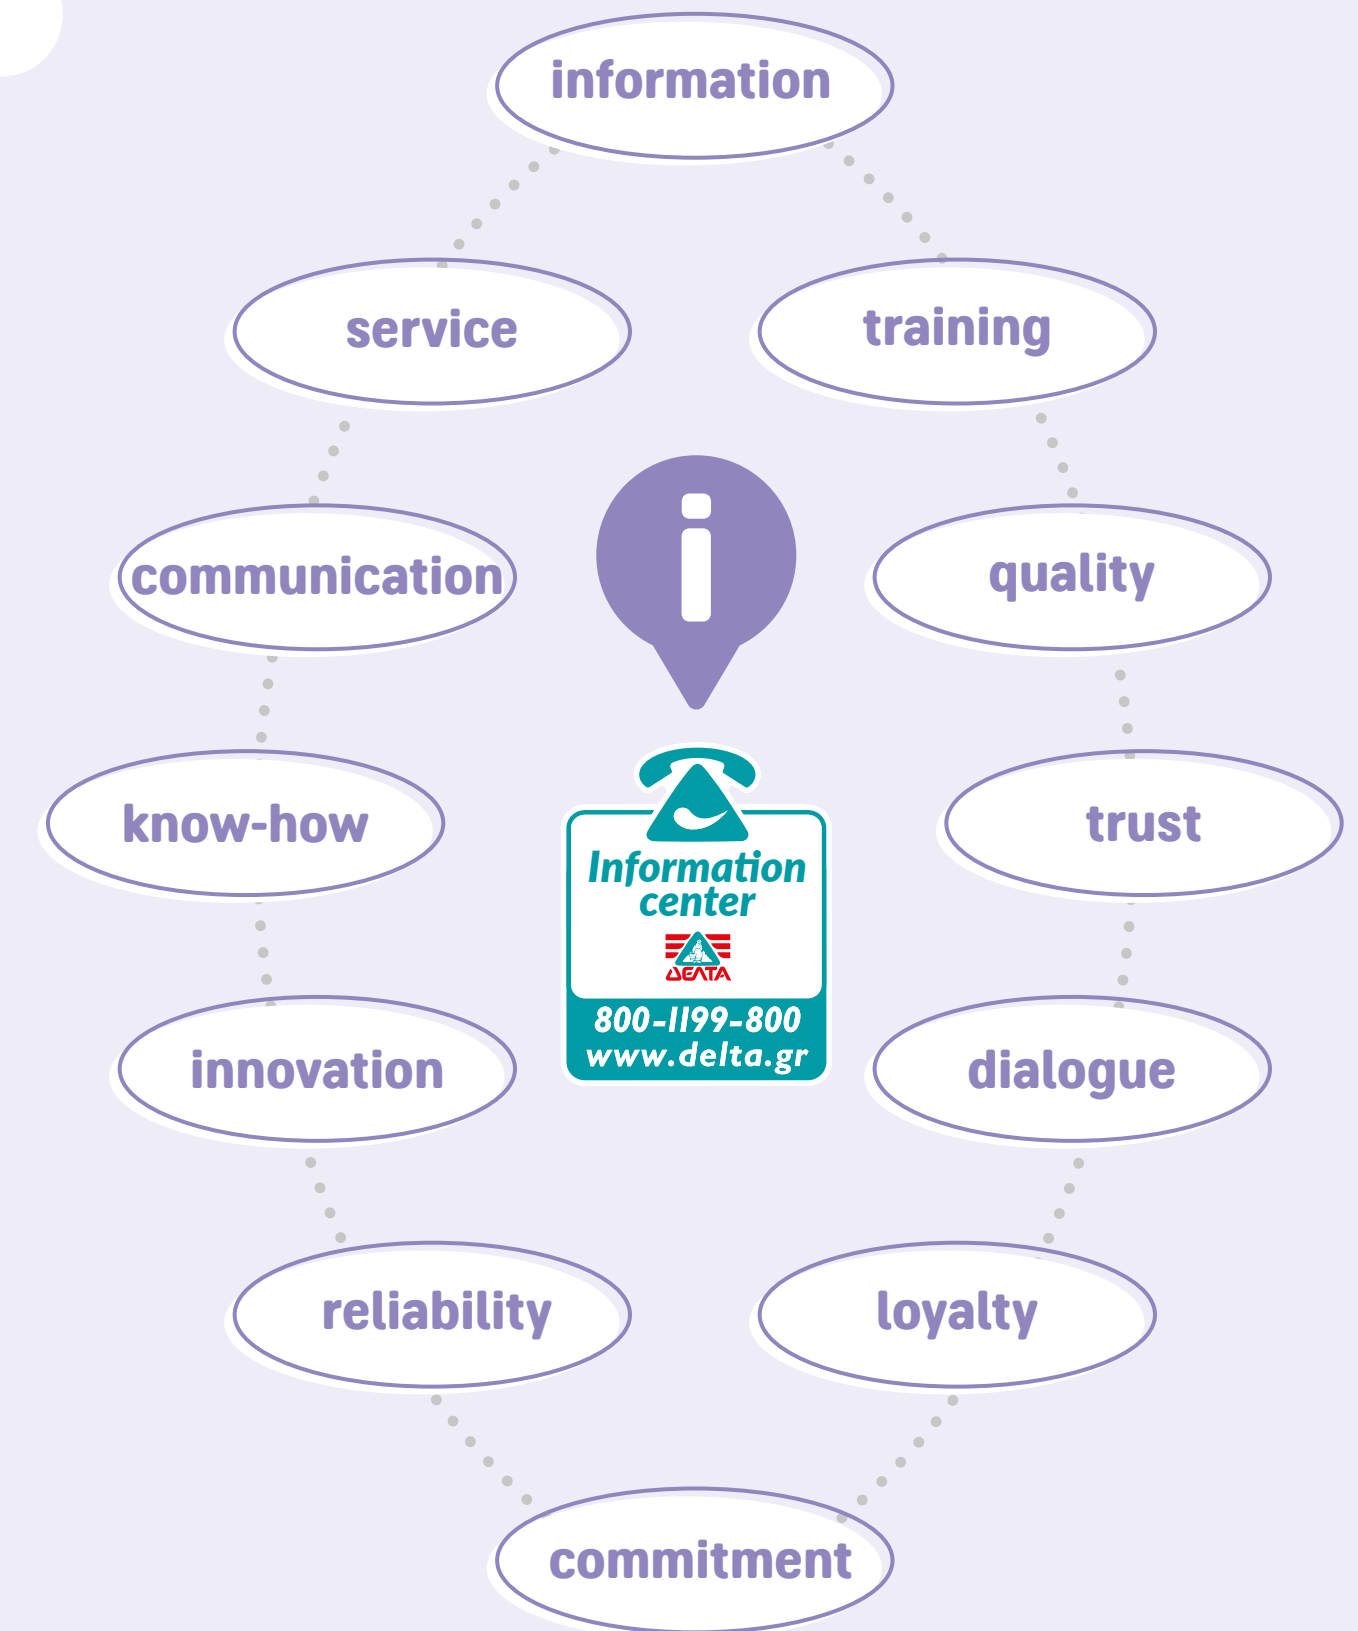 information
service
training
i
communication
quality
know-how
trust
Information
center
ΔΕΛΤΑ
800-1199-800
www.delta.gr
innovation
dialogue
reliability
loyalty
commitment